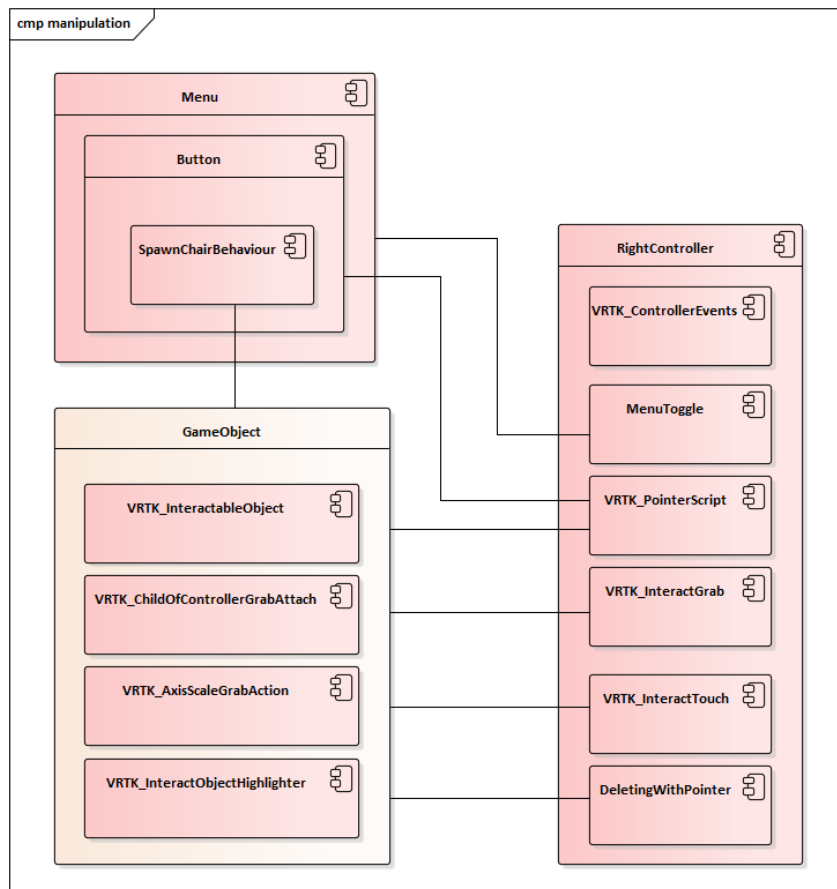 cmp manipulation
Menu
Button
SpawnChairBehaviour
RightController
VRTK_ControllerEvents
MenuToggle
GameObject
VRTK_InteractableObject
VRTK_PointerScript
VRTK_ChildOfControllerGrabAttach
VRTK_InteractGrab
VRTK_AxisScaleGrabAction
VRTK_InteractTouch
VRTK_InteractObjectHighlighter
DeletingWithPointer